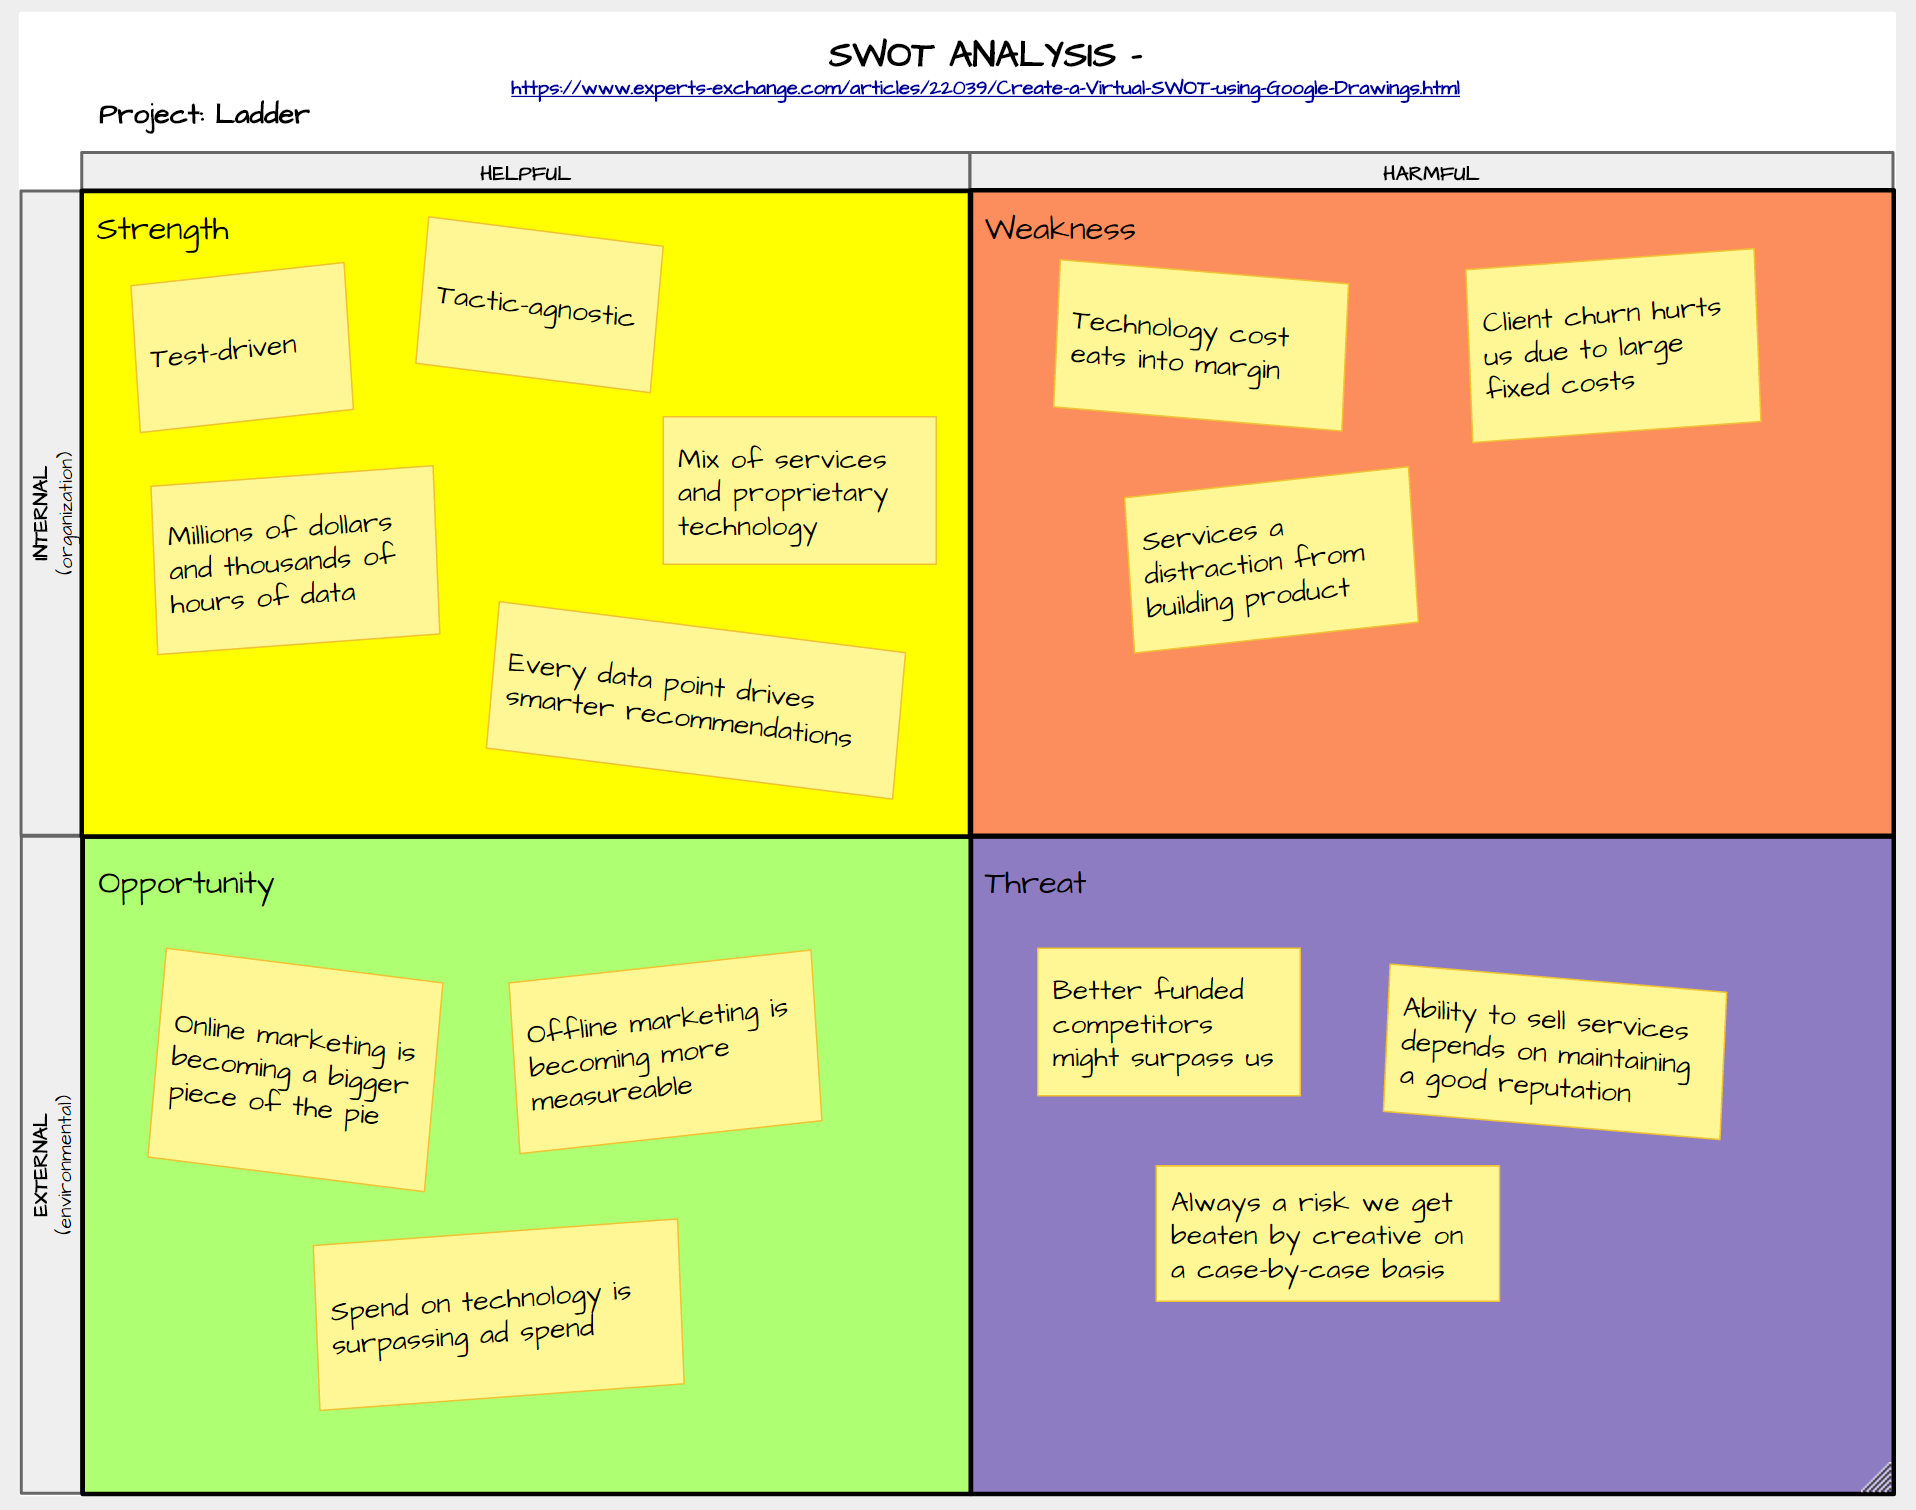 SWOT ANALYSIS -
https://www.experts-exchange.com/articles/22039/Create-a-Virtual-SWOT-using-Google-Drawings.html
Project: Ladder
HELPFUL
HARMFUL
INTERNAL
(organization)
Strength
Test-driven
Tactic-agnostic
Mix of services
and proprietary
technology
Millions of dollars
and thousands of
hours of data
Every data point drives
smarter recommendations
Weakness
Technology cost
eats into margin
Client churn hurts
us due to large
fixed costs
Services a
distraction from
building product
EXTERNAL
(environmental)
Opportunity
Online marketing is
becoming a bigger
piece of the pie
Offline marketing is
becoming more
measureable
Spend on technology is
surpassing ad spend
Threat
Better funded
competitors
might surpass us
Ability to sell services
depends on maintaining
a good reputation
Always a risk we get
beaten by creative on
a case-by-case basis